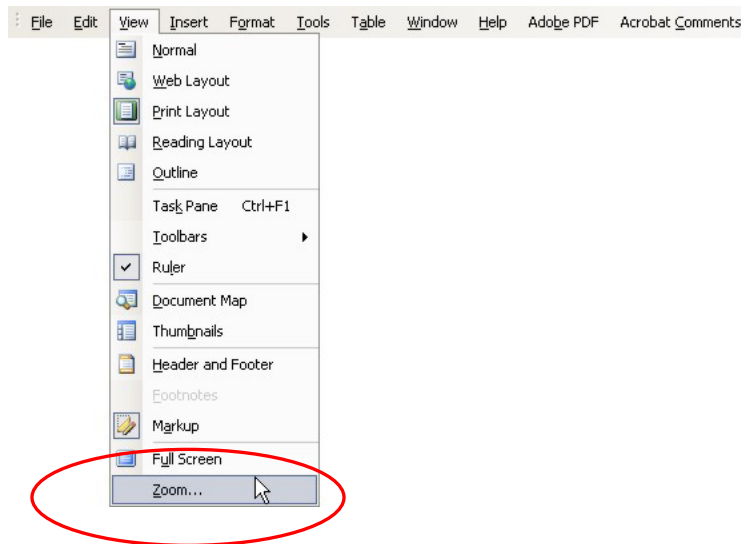 File Edit View Insert Format Tools Table Window Help Adobe PDF Acrobat Comments
Normal
Web Layout
Print Layout
Reading Layout
Outline
Task Pane Ctrl+F1
Toolbars
Ruler
Document Map
Thumbnails
Header and Footer
Footnotes
Markup
Full Screen
Zoom...